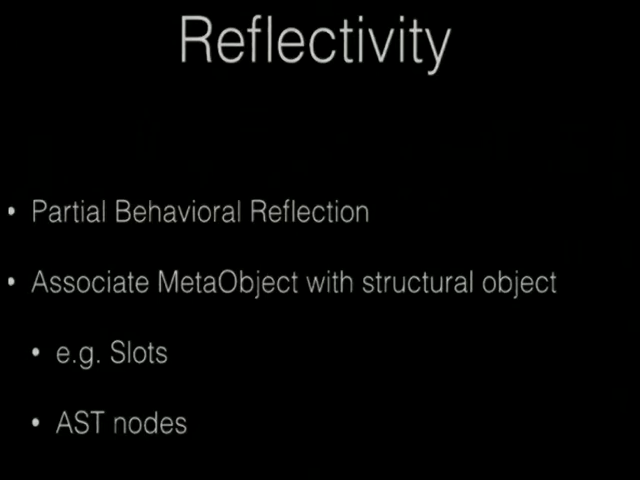 Reflectivity
• Partial Behavioral Reflection
• Associate MetaObject with structural object
• e.g. Slots
• AST nodes